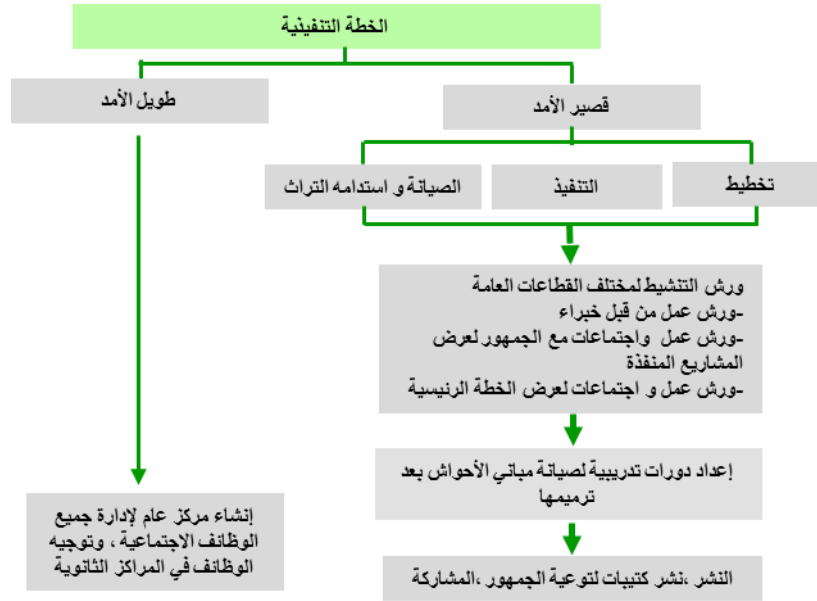 الخطة التنفيذية
قصير الأمد
طويل الأمد
تخطيط
التنفيذ
الصيانة و استدامه التراث
ورش التنشيط لمختلف القطاعات العامة
-ورش عمل من قبل خبراء
-ورش عمل واجتماعات مع الجمهور لعرض
المشاريع المنفذة
-ورش عمل و اجتماعات لعرض الخطة الرئيسية
إعداد دورات تدريبية لصيانة مباني الأحواش بعد
ترميمها
النشر ،نشر كتيبات لتوعية الجمهور ،المشاركة
إنشاء مركز عام لإدارة جميع
الوظائف الاجتماعية ، وتوجيه
الوظائف في المراكز الثانوية